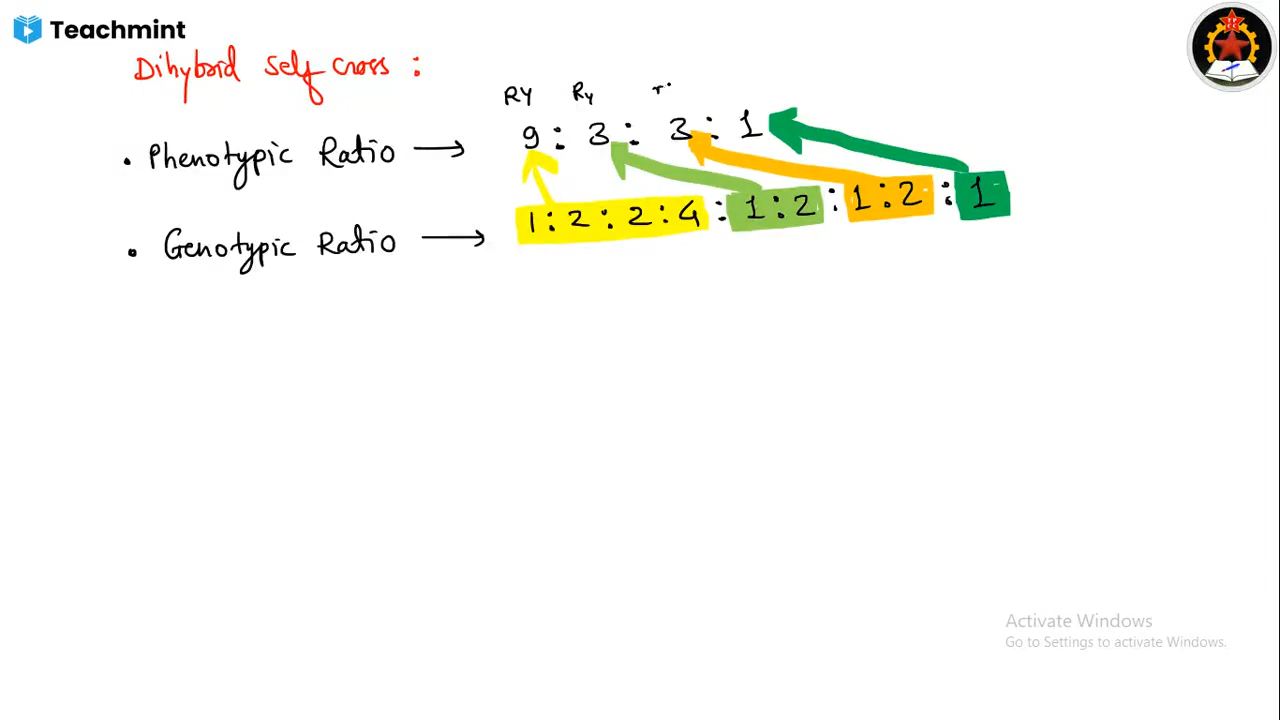 Teachmint
Dihybrid self cross :
RY Ry r
• Phenotypic Ratio → 9 : 3 : 3 : 1
• Genotypic Ratio → 1 : 2 : 2 : 4 : 1 : 2 : 1 : 2 : 1
Activate Windows
Go to Settings to activate Windows.